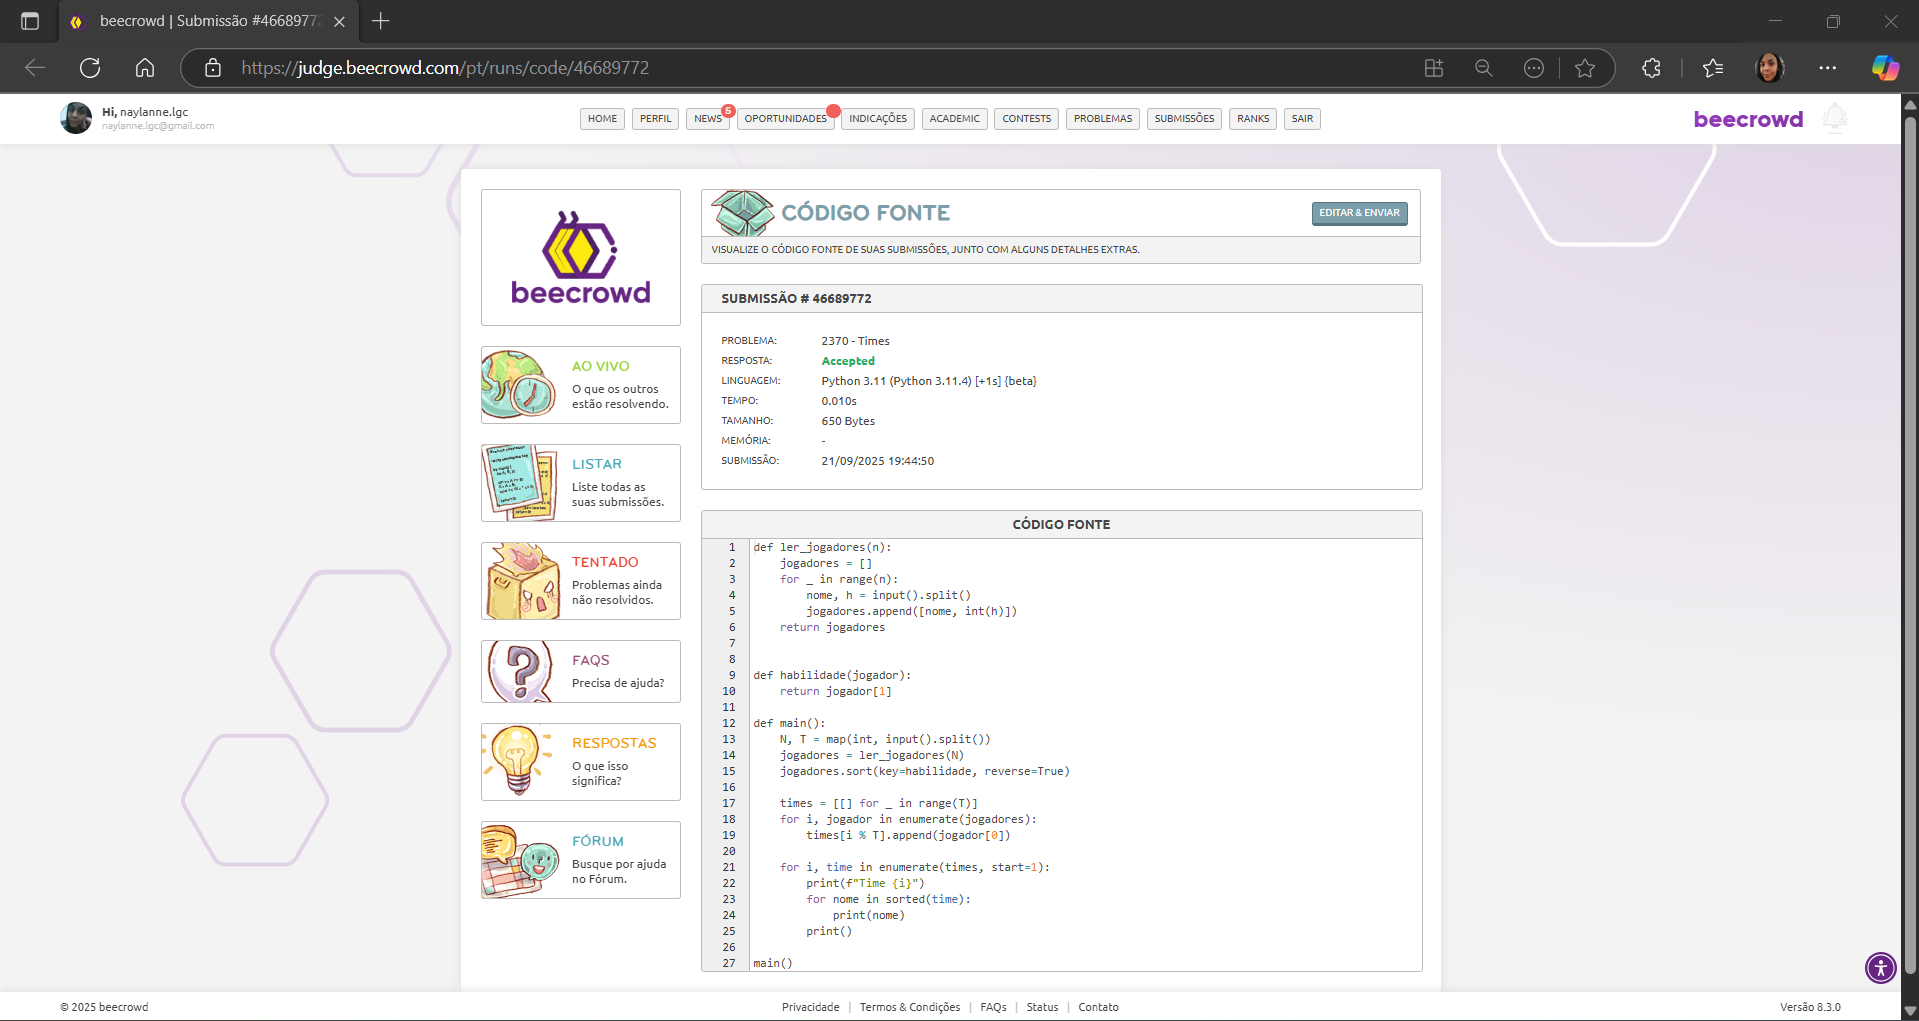 beecrowd | Submissão #4668977
https://judge.beecrowd.com/pt/runs/code/46689772
Hi, naylanne.lgc
naylanne.lgc@gmail.com
HOME
PERFIL
NEWS
5
OPORTUNIDADES
INDICAÇÕES
ACADEMIC
CONTESTS
PROBLEMAS
SUBMISSÕES
RANKS
SAIR
beecrowd
beecrowd
AO VIVO
O que os outros
estão resolvendo.
LISTAR
Liste todas as
suas submissões.
TENTADO
Problemas ainda
não resolvidos.
FAQS
Precisa de ajuda?
RESPOSTAS
O que isso
significa?
FÓRUM
Busque por ajuda
no Fórum.
CÓDIGO FONTE
EDITAR & ENVIAR
VISUALIZE O CÓDIGO FONTE DE SUAS SUBMISSÕES, JUNTO COM ALGUNS DETALHES EXTRAS.
SUBMISSÃO # 46689772
PROBLEMA: 2370 - Times
RESPOSTA: Accepted
LINGUAGEM: Python 3.11 (Python 3.11.4) [+1s] {beta}
TEMPO: 0.010s
TAMANHO: 650 Bytes
MEMÓRIA: -
SUBMISSÃO: 21/09/2025 19:44:50
CÓDIGO FONTE
1 def ler_jogadores(n):
2     jogadores = []
3     for _ in range(n):
4         nome, h = input().split()
5         jogadores.append([nome, int(h)])
6     return jogadores
7
8
9 def habilidade(jogador):
10     return jogador[1]
11
12 def main():
13     N, T = map(int, input().split())
14     jogadores = ler_jogadores(N)
15     jogadores.sort(key=habilidade, reverse=True)
16
17     times = [[] for _ in range(T)]
18     for i, jogador in enumerate(jogadores):
19         times[i % T].append(jogador[0])
20
21     for i, time in enumerate(times, start=1):
22         print(f"Time {i}")
23         for nome in sorted(time):
24             print(nome)
25         print()
26
27 main()
© 2025 beecrowd
Privacidade | Termos & Condições | FAQs | Status | Contato
Versão 8.3.0